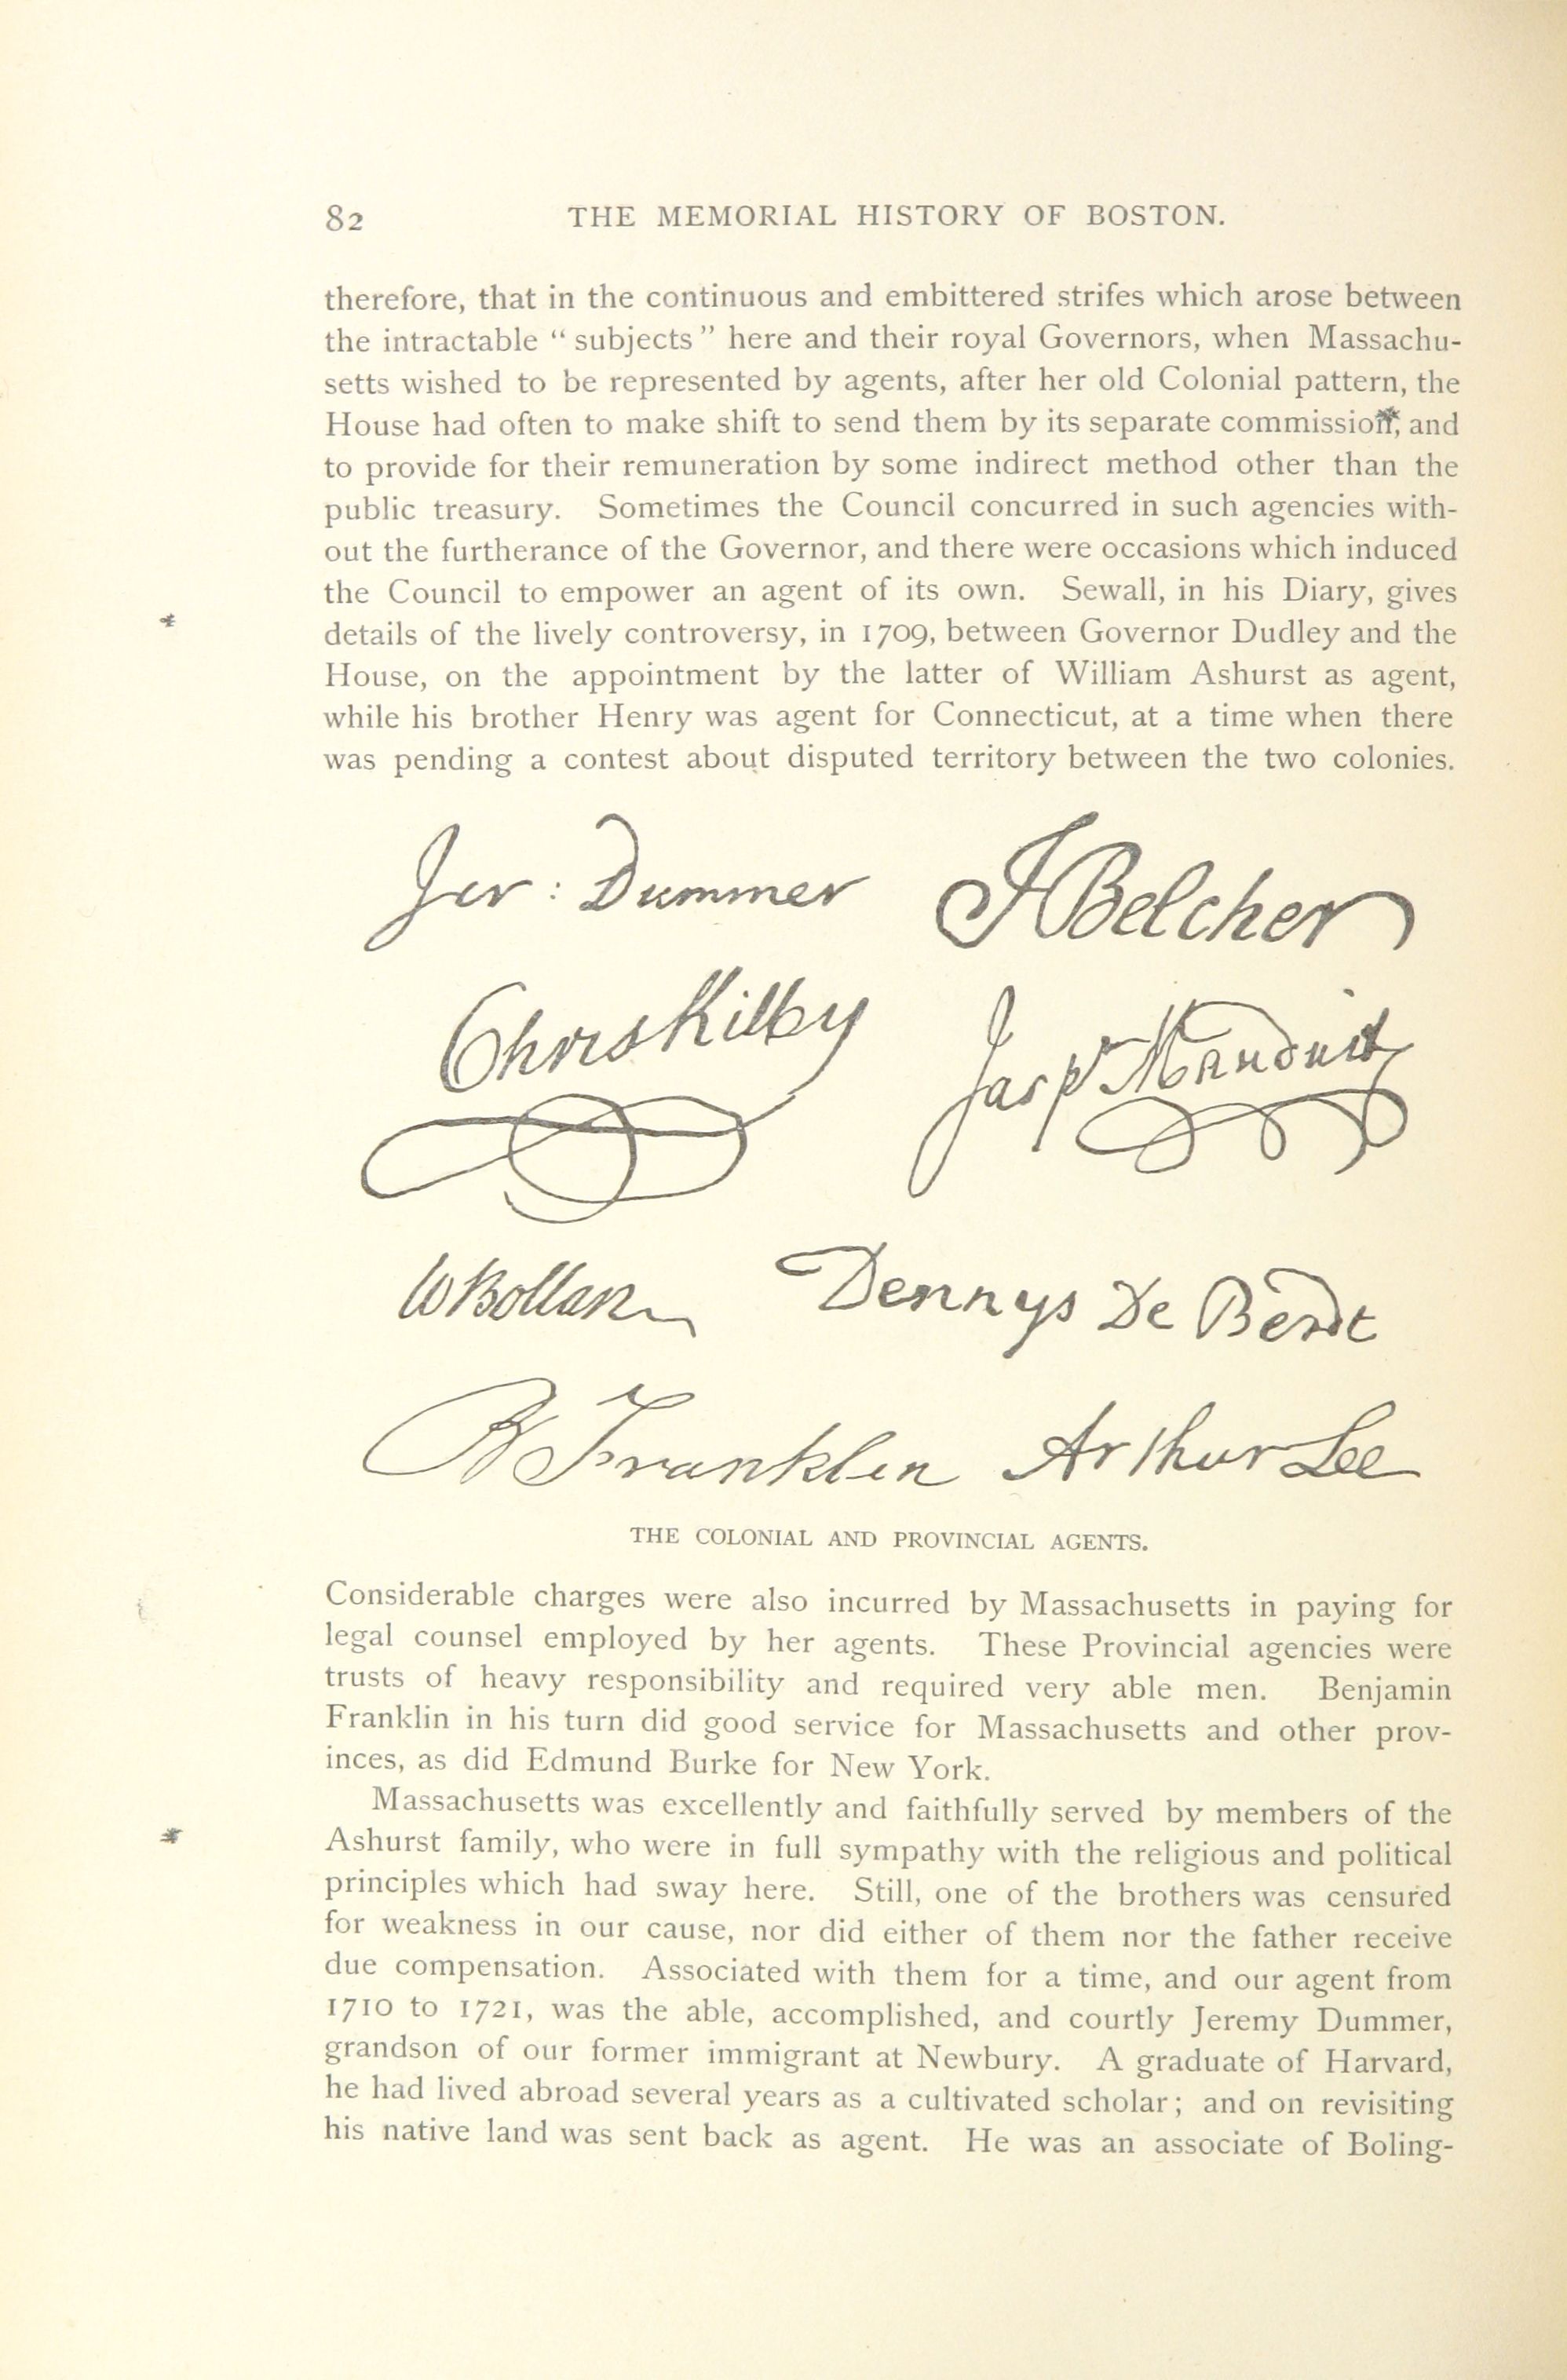 82 THE MEMORIAL HISTORY OF BOSTON.
therefore, that in the continuous and embittered strifes which arose between
the intractable “ subjects ” here and their royal Governors, when Massachu-
setts wished to be represented by agents, after her old Colonial pattern, the
House had often to make shift to send them by its separate commission, and
to provide for their remuneration by some indirect method other than the
public treasury. Sometimes the Council concurred in such agencies with-
out the furtherance of the Governor, and there were occasions which induced
the Council to empower an agent of its own. Sewall, in his Diary, gives
details of the lively controversy, in 1709, between Governor Dudley and the
House, on the appointment by the latter of William Ashurst as agent,
while his brother Henry was agent for Connecticut, at a time when there
was pending a contest about disputed territory between the two colonies.
Jer: Dummer J Belcher
Chris Kilby Jaspr Mauduit
W Bollan Dennys De Berdt
B Franklin Arthur Lee
THE COLONIAL AND PROVINCIAL AGENTS.
Considerable charges were also incurred by Massachusetts in paying for
legal counsel employed by her agents. These Provincial agencies were
trusts of heavy responsibility and required very able men. Benjamin
Franklin in his turn did good service for Massachusetts and other prov-
inces, as did Edmund Burke for New York.
Massachusetts was excellently and faithfully served by members of the
Ashurst family, who were in full sympathy with the religious and political
principles which had sway here. Still, one of the brothers was censured
for weakness in our cause, nor did either of them nor the father receive
due compensation. Associated with them for a time, and our agent from
1710 to 1721, was the able, accomplished, and courtly Jeremy Dummer,
grandson of our former immigrant at Newbury. A graduate of Harvard,
he had lived abroad several years as a cultivated scholar; and on revisiting
his native land was sent back as agent. He was an associate of Boling-